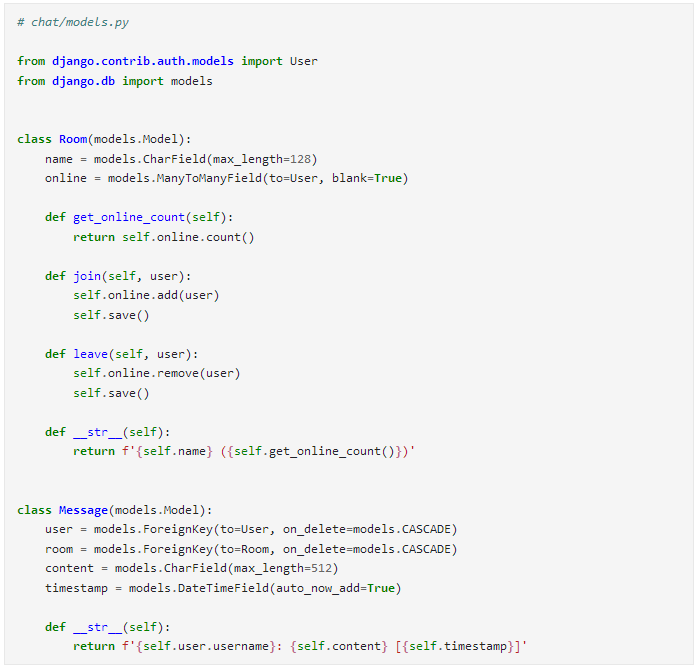 # chat/models.py

from django.contrib.auth.models import User
from django.db import models


class Room(models.Model):
    name = models.CharField(max_length=128)
    online = models.ManyToManyField(to=User, blank=True)

    def get_online_count(self):
        return self.online.count()

    def join(self, user):
        self.online.add(user)
        self.save()

    def leave(self, user):
        self.online.remove(user)
        self.save()

    def __str__(self):
        return f'{self.name} ({self.get_online_count()})'


class Message(models.Model):
    user = models.ForeignKey(to=User, on_delete=models.CASCADE)
    room = models.ForeignKey(to=Room, on_delete=models.CASCADE)
    content = models.CharField(max_length=512)
    timestamp = models.DateTimeField(auto_now_add=True)

    def __str__(self):
        return f'{self.user.username}: {self.content} [{self.timestamp}]'